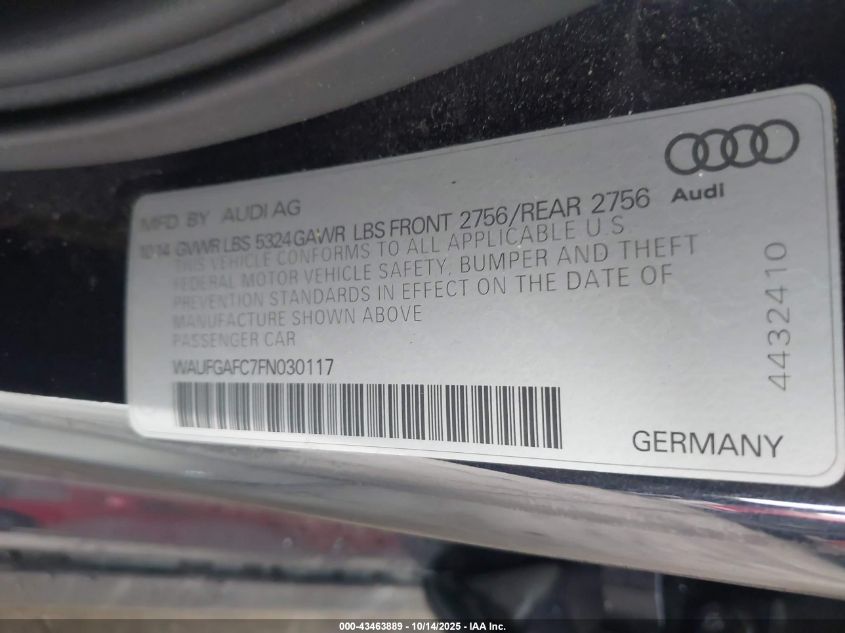 Audi
MFD BY AUDI AG
10/14 GVWR LBS 5324 GAWR LBS FRONT 2756/REAR 2756
THIS VEHICLE CONFORMS TO ALL APPLICABLE U.S.
FEDERAL MOTOR VEHICLE SAFETY, BUMPER AND THEFT
PREVENTION STANDARDS IN EFFECT ON THE DATE OF
MANUFACTURE SHOWN ABOVE
PASSENGER CAR
WAUFGAFC7FN030117
4432410
GERMANY
000-43463889 - 10/14/2025 - IAA Inc.